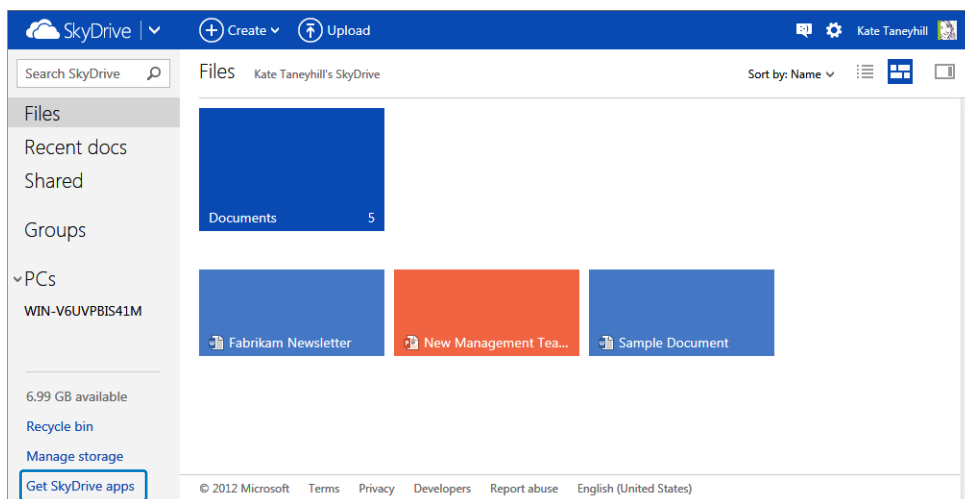 SkyDrive Create Upload Kate Taneyhill
Search SkyDrive
Files
Recent docs
Shared
Groups
PCs
WIN-V6UVPBIS41M
6.99 GB available
Recycle bin
Manage storage
Get SkyDrive apps
Files Kate Taneyhill's SkyDrive Sort by: Name
Documents 5
Fabrikam Newsletter New Management Tea... Sample Document
© 2012 Microsoft Terms Privacy Developers Report abuse English (United States)